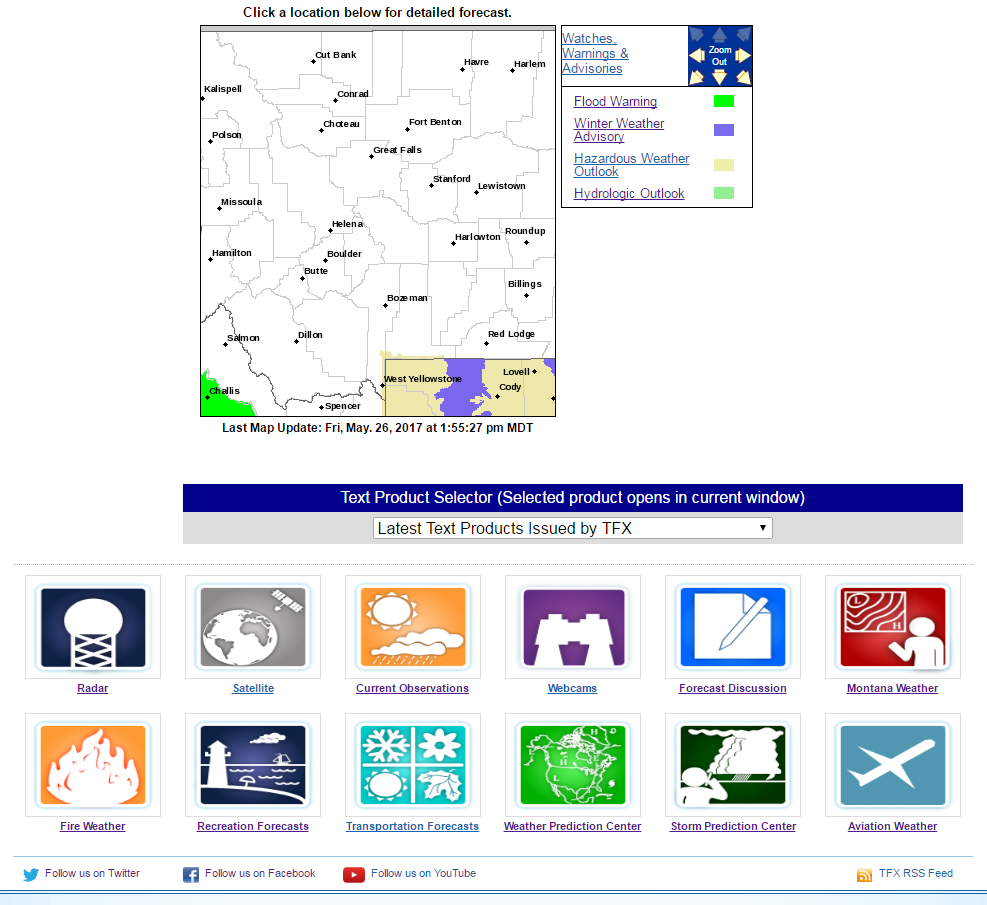 Click a location below for detailed forecast.
Watches,
Warnings &
Advisories
Zoom
Out
Flood Warning
Winter Weather
Advisory
Hazardous Weather
Outlook
Hydrologic Outlook
Cut Bank
Havre
Harlem
Kalispell
Conrad
Choteau
Fort Benton
Polson
Great Falls
Stanford
Lewistown
Missoula
Helena
Harlowton
Roundup
Hamilton
Boulder
Butte
Billings
Bozeman
Salmon
Dillon
Red Lodge
Lovell
West Yellowstone
Cody
Challis
Spencer
Last Map Update: Fri, May. 26, 2017 at 1:55:27 pm MDT
Text Product Selector (Selected product opens in current window)
Latest Text Products Issued by TFX
L
H
Radar
Satellite
Current Observations
Webcams
Forecast Discussion
Montana Weather
L
H
H
L
H
Fire Weather
Recreation Forecasts
Transportation Forecasts
Weather Prediction Center
Storm Prediction Center
Aviation Weather
Follow us on Twitter
Follow us on Facebook
Follow us on YouTube
TFX RSS Feed